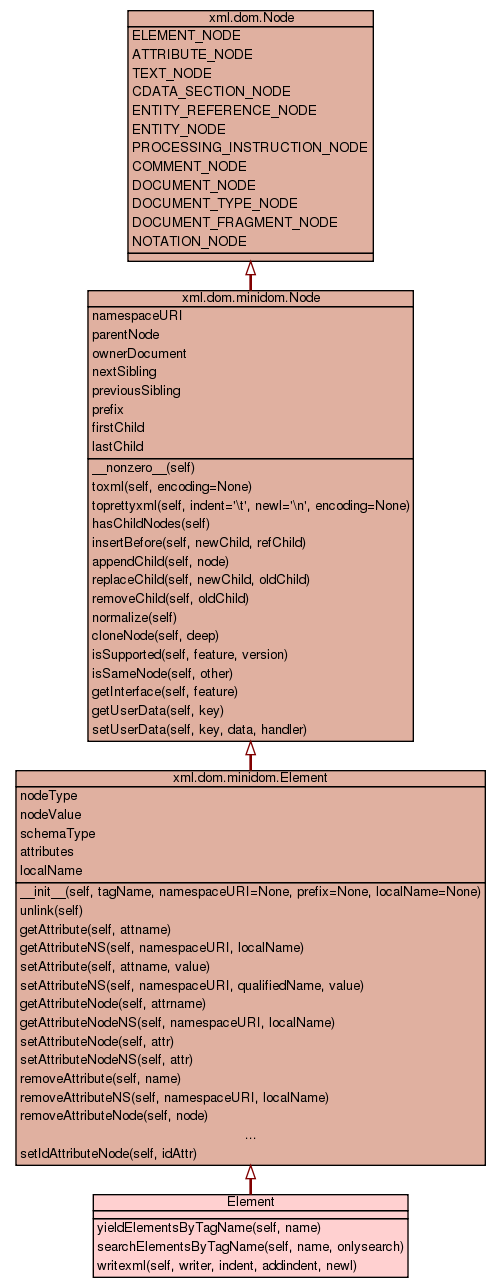 xml.dom.Node
ELEMENT_NODE
ATTRIBUTE_NODE
TEXT_NODE
CDATA_SECTION_NODE
ENTITY_REFERENCE_NODE
ENTITY_NODE
PROCESSING_INSTRUCTION_NODE
COMMENT_NODE
DOCUMENT_NODE
DOCUMENT_TYPE_NODE
DOCUMENT_FRAGMENT_NODE
NOTATION_NODE
xml.dom.minidom.Node
namespaceURI
parentNode
ownerDocument
nextSibling
previousSibling
prefix
firstChild
lastChild
__nonzero__(self)
toxml(self, encoding=None)
toprettyxml(self, indent='\t', newl='\n', encoding=None)
hasChildNodes(self)
insertBefore(self, newChild, refChild)
appendChild(self, node)
replaceChild(self, newChild, oldChild)
removeChild(self, oldChild)
normalize(self)
cloneNode(self, deep)
isSupported(self, feature, version)
isSameNode(self, other)
getInterface(self, feature)
getUserData(self, key)
setUserData(self, key, data, handler)
xml.dom.minidom.Element
nodeType
nodeValue
schemaType
attributes
localName
__init__(self, tagName, namespaceURI=None, prefix=None, localName=None)
unlink(self)
getAttribute(self, attname)
getAttributeNS(self, namespaceURI, localName)
setAttribute(self, attname, value)
setAttributeNS(self, namespaceURI, qualifiedName, value)
getAttributeNode(self, attrname)
getAttributeNodeNS(self, namespaceURI, localName)
setAttributeNode(self, attr)
setAttributeNodeNS(self, attr)
removeAttribute(self, name)
removeAttributeNS(self, namespaceURI, localName)
removeAttributeNode(self, node)
...
setIdAttributeNode(self, idAttr)
Element
yieldElementsByTagName(self, name)
searchElementsByTagName(self, name, onlysearch)
writexml(self, writer, indent, addindent, newl)